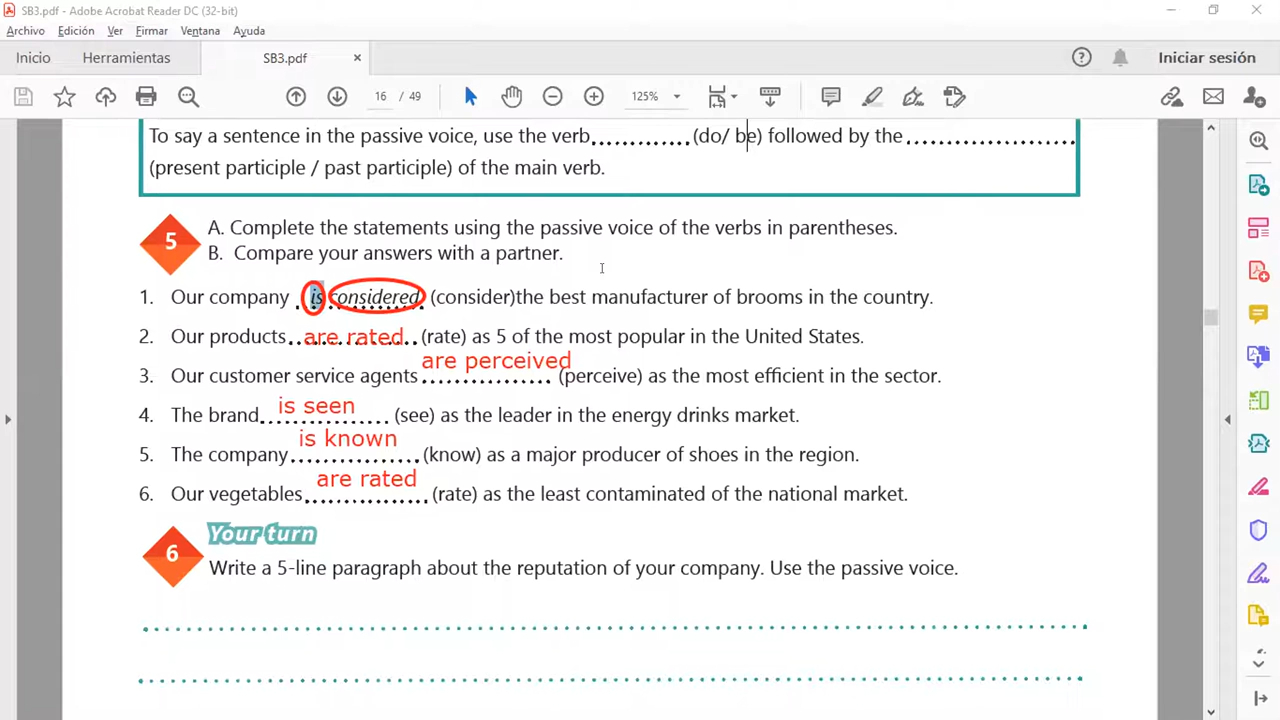 SB3.pdf - Adobe Acrobat Reader DC (32-bit)
Archivo Edición Ver Firmar Ventana Ayuda
Inicio Herramientas SB3.pdf × Iniciar sesión
16 / 49 125%
To say a sentence in the passive voice, use the verb............(do/ be) followed by the .....................
(present participle / past participle) of the main verb.
5
A. Complete the statements using the passive voice of the verbs in parentheses.
B. Compare your answers with a partner.
1. Our company is considered (consider)the best manufacturer of brooms in the country.
2. Our products are rated (rate) as 5 of the most popular in the United States.
3. Our customer service agents are perceived (perceive) as the most efficient in the sector.
4. The brand is seen (see) as the leader in the energy drinks market.
5. The company is known (know) as a major producer of shoes in the region.
6. Our vegetables are rated (rate) as the least contaminated of the national market.
6
Your turn
Write a 5-line paragraph about the reputation of your company. Use the passive voice.